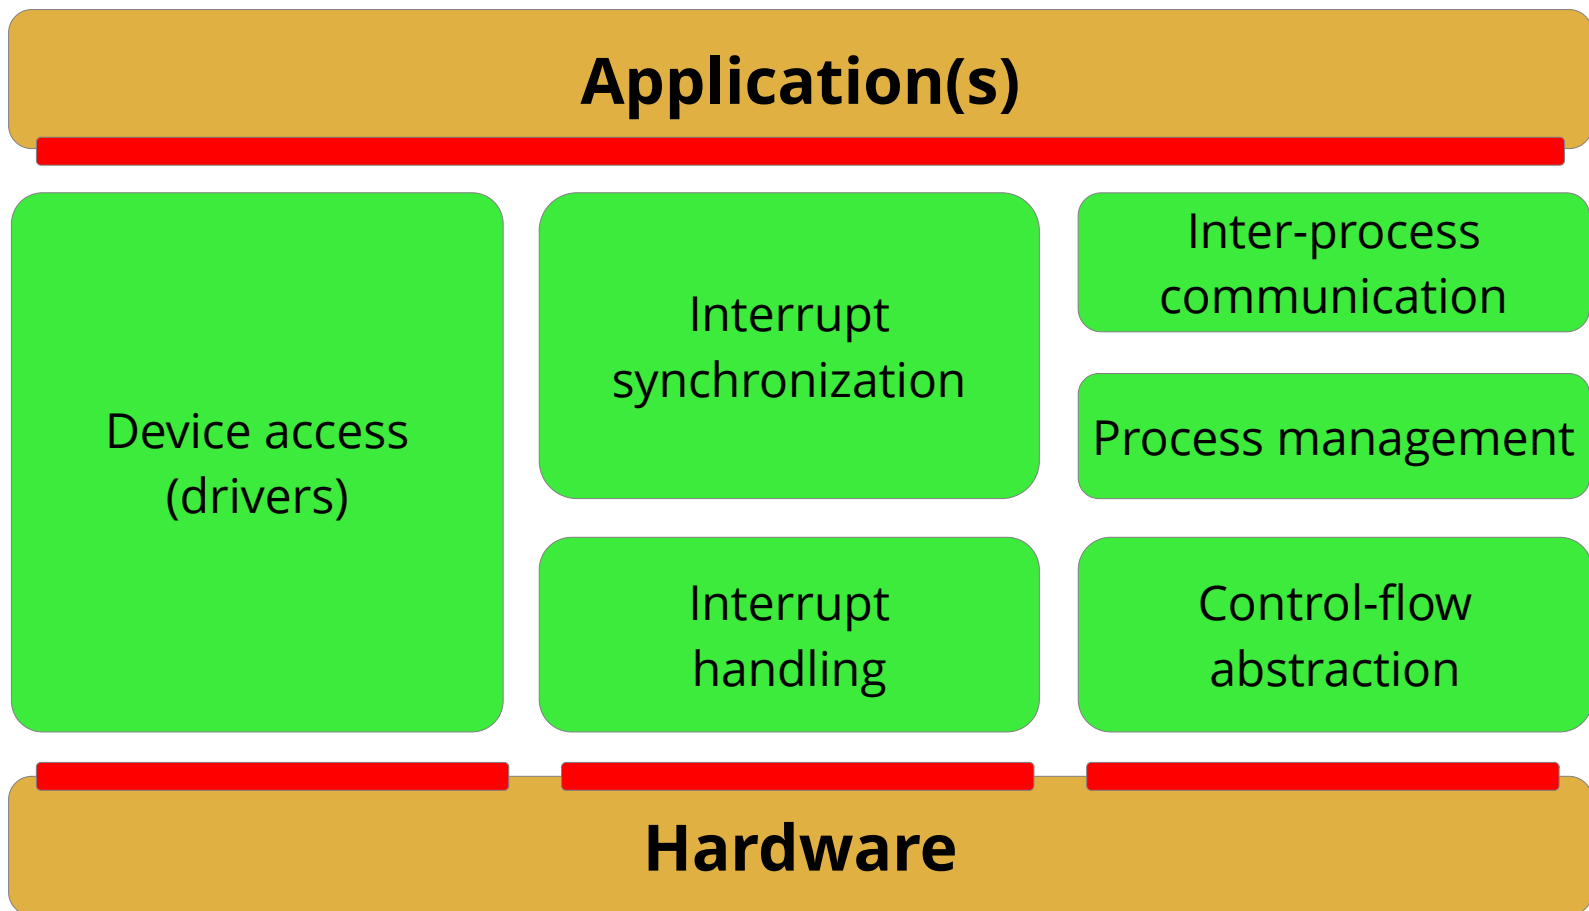 Application(s)
Device access
(drivers)
Interrupt
synchronization
Interrupt
handling
Inter-process
communication
Process management
Control-flow
abstraction
Hardware